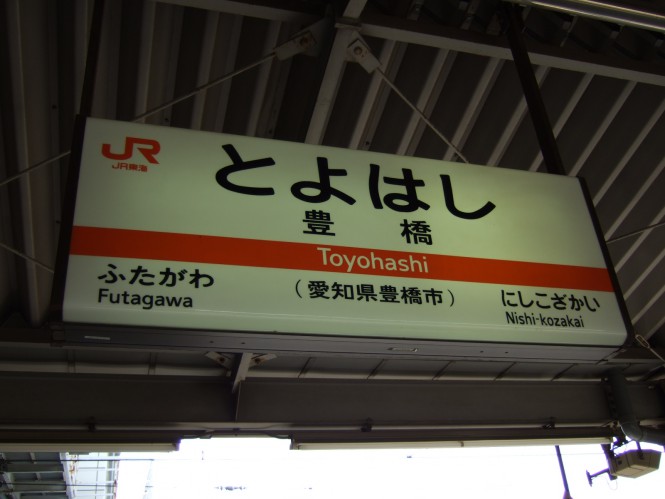 JR
JR東海
とよはし
豊橋
Toyohashi
ふたがわ
Futagawa
（愛知県豊橋市）
にしこざかい
Nishi-kozakai